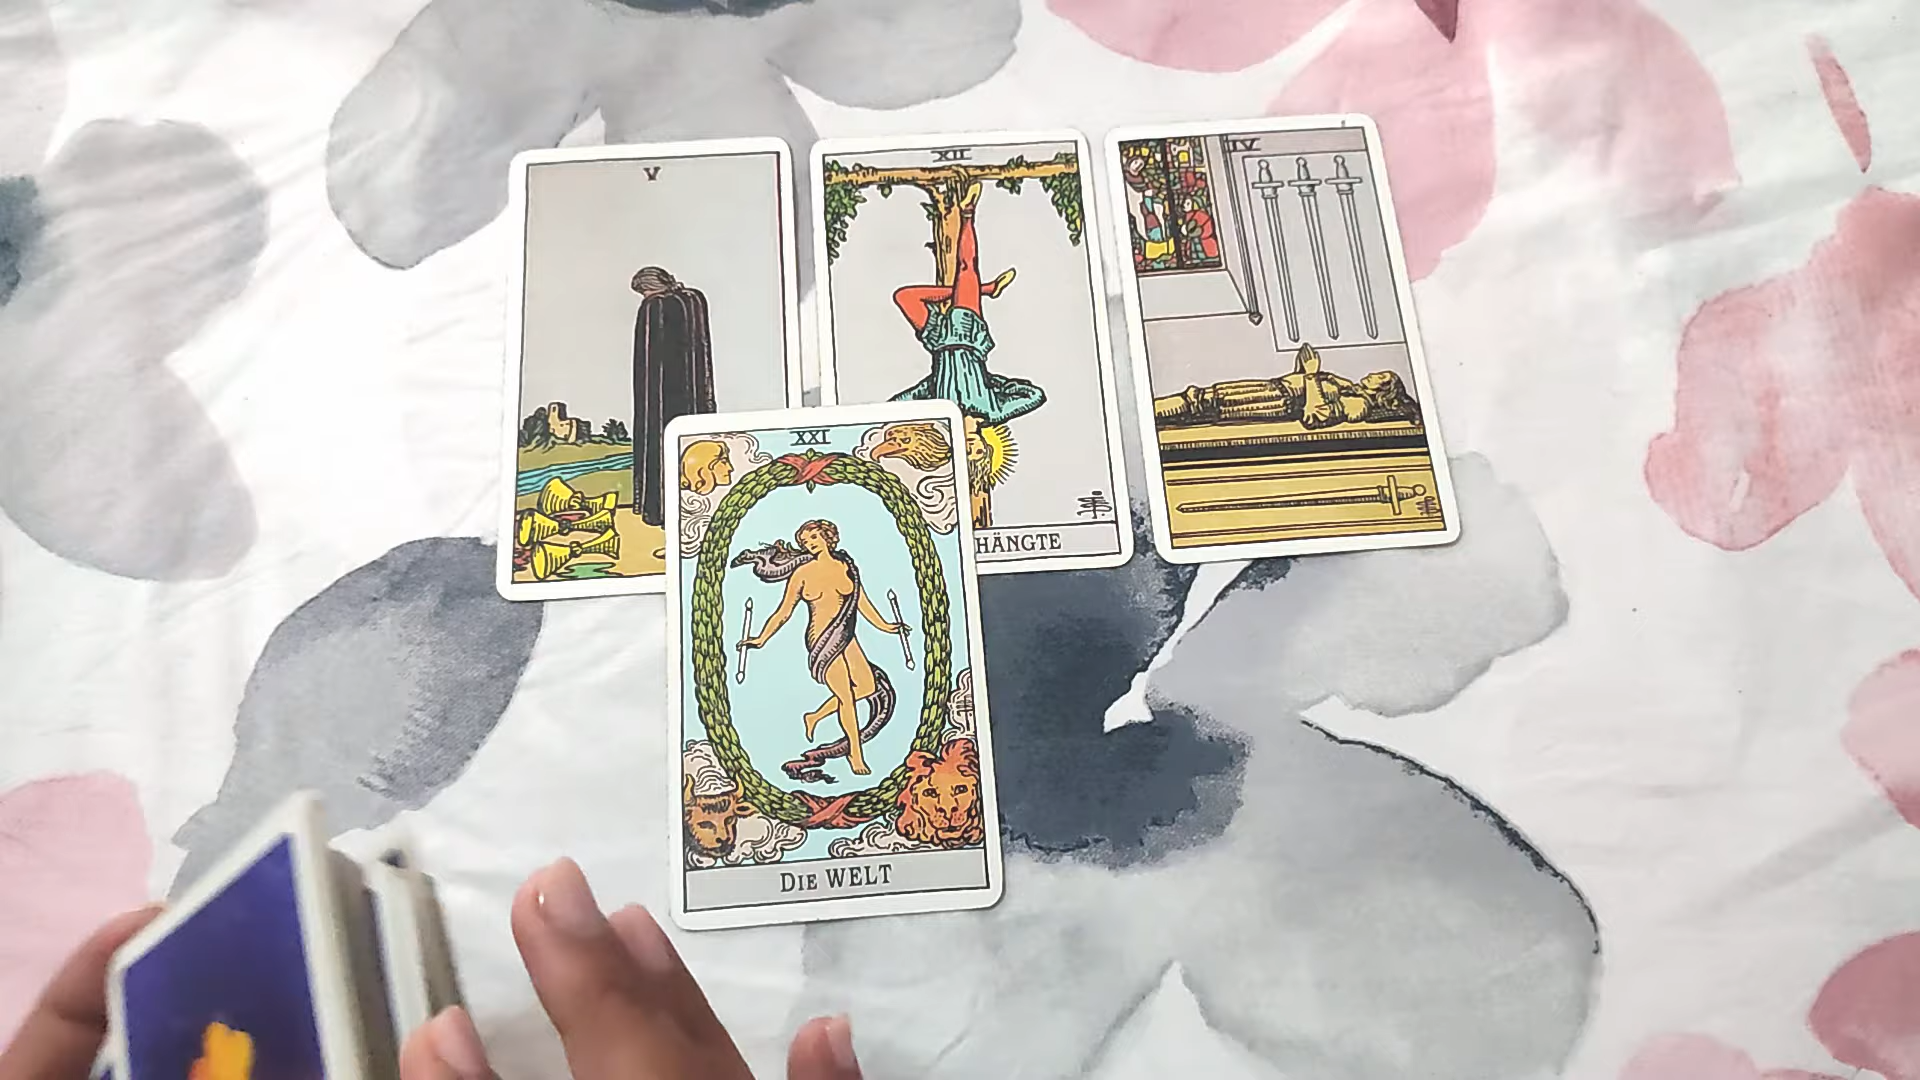 V
XII
IV
HÄNGTE
XXI
DIE WELT